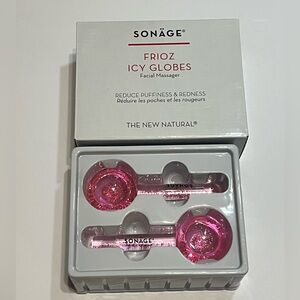 SONÄGE®
FRIOZ
ICY GLOBES
Facial Massager
REDUCE PUFFINESS & REDNESS
Réduire les poches et les rougeurs
THE NEW NATURAL®
SONÄGE
SONÄGE